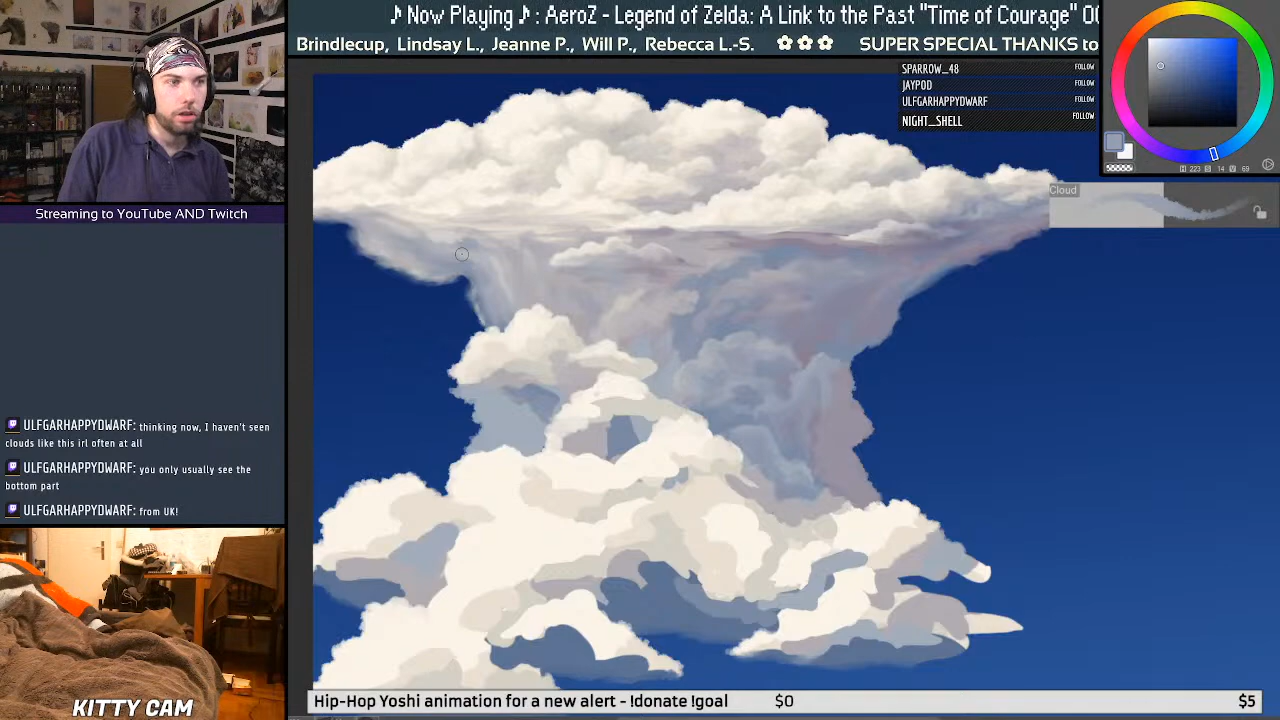 ♪ Now Playing ♪ : AeroZ - Legend of Zelda: A Link to the Past "Time of Courage" O
Brindlecup, Lindsay L., Jeanne P., Will P., Rebecca L.-S. ✿ ✿ ✿ SUPER SPECIAL THANKS to
SPARROW_48 FOLLOW
JAYPOD FOLLOW
ULFGARHAPPYDWARF FOLLOW
NIGHT_SHELL FOLLOW
H 223 S 14 V 69
Cloud
Streaming to YouTube AND Twitch
ULFGARHAPPYDWARF: thinking now, I haven't seen
clouds like this irl often at all
ULFGARHAPPYDWARF: you only usually see the
bottom part
ULFGARHAPPYDWARF: from UK!
KITTY CAM
Hip-Hop Yoshi animation for a new alert - !donate !goal $0 $5